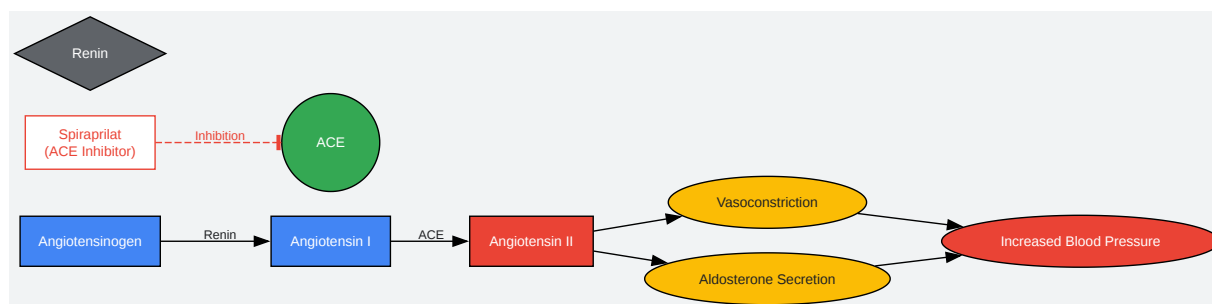 Renin
Spiraprilat
(ACE Inhibitor)
Inhibition
ACE
Angiotensinogen
Renin
Angiotensin I
ACE
Angiotensin II
Vasoconstriction
Aldosterone Secretion
Increased Blood Pressure